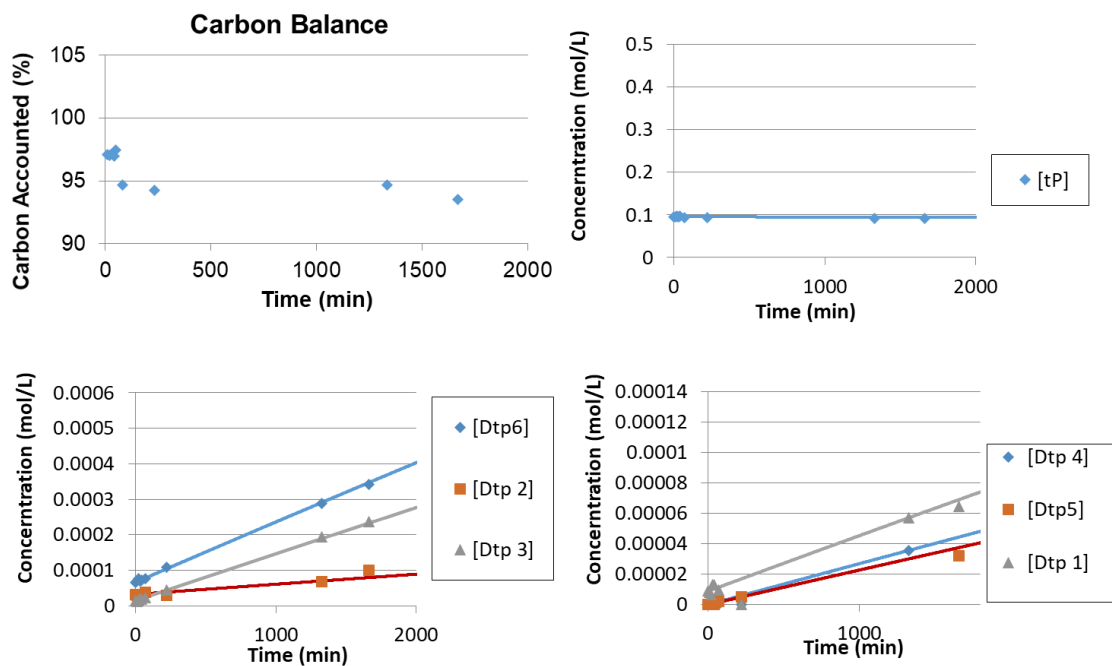 Carbon Balance
Carbon Accounted (%)
105
100
95
90
0 500 1000 1500 2000
Time (min)
Concerntration (mol/L)
0.5
0.4
0.3
0.2
0.1
0
0 1000 2000
Time (min)
[tP]
Concerntration (mol/L)
0.0006
0.0005
0.0004
0.0003
0.0002
0.0001
0
0 1000 2000
Time (min)
[Dtp6]
[Dtp 2]
[Dtp 3]
Concerntration (mol/L)
0.00014
0.00012
0.0001
0.00008
0.00006
0.00004
0.00002
0
0 1000
Time (min)
[Dtp 4]
[Dtp5]
[Dtp 1]